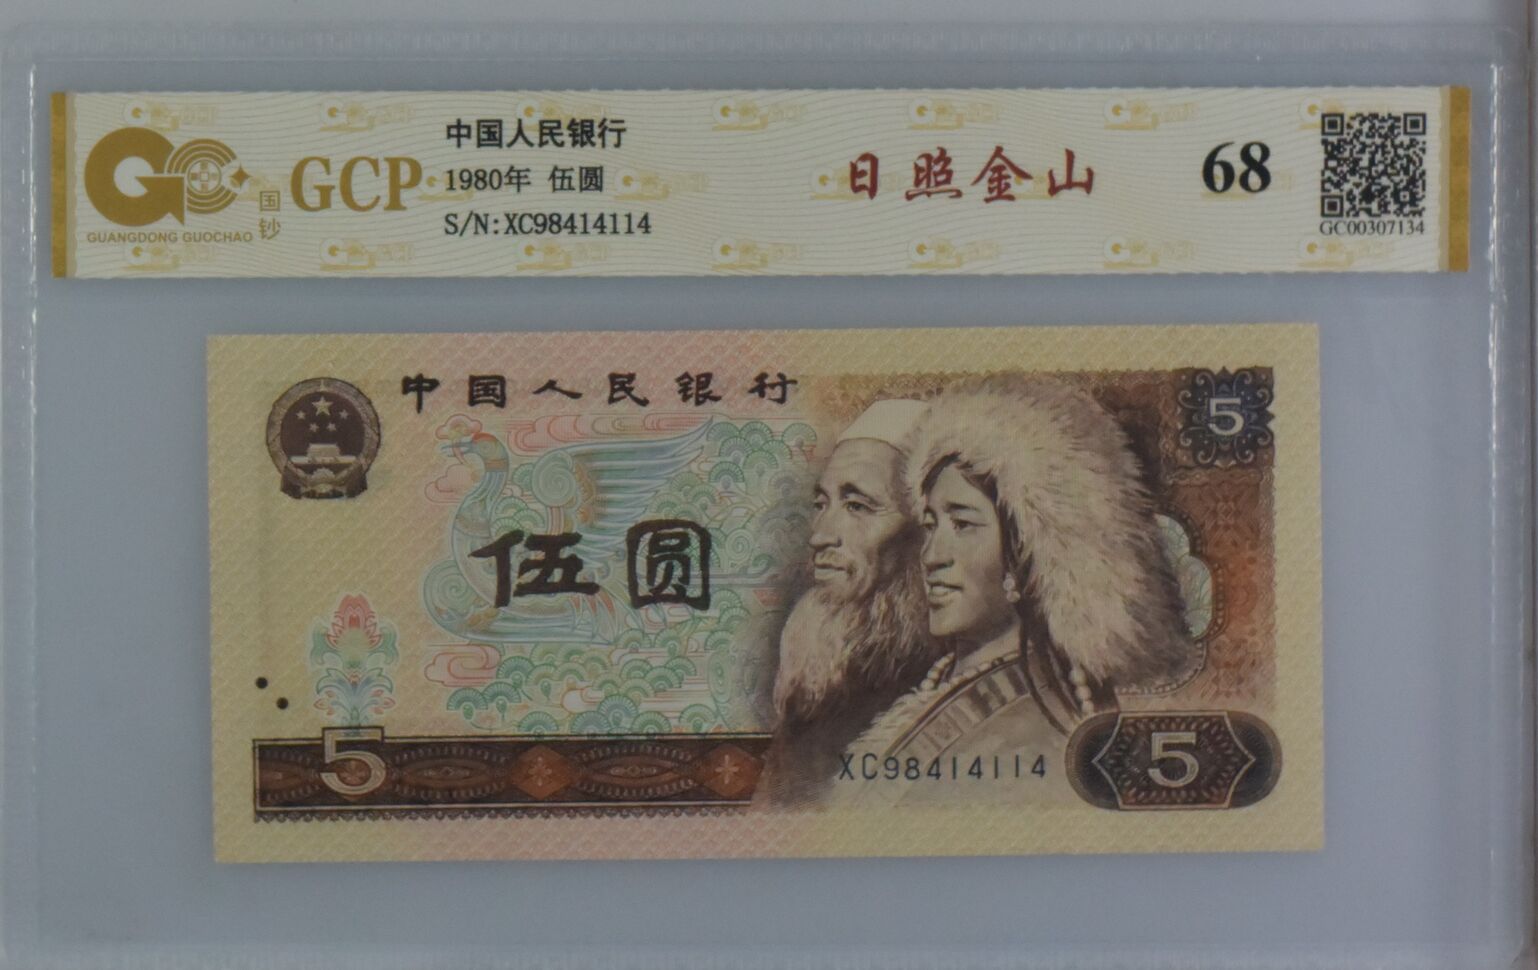 GUANGDONG GUOCHAO
国钞
GCP
中国人民银行
1980年 伍圆
S/N:XC98414114
日照金山
68
GC00307134
中国人民银行
5
伍圆
5
XC98414114
5